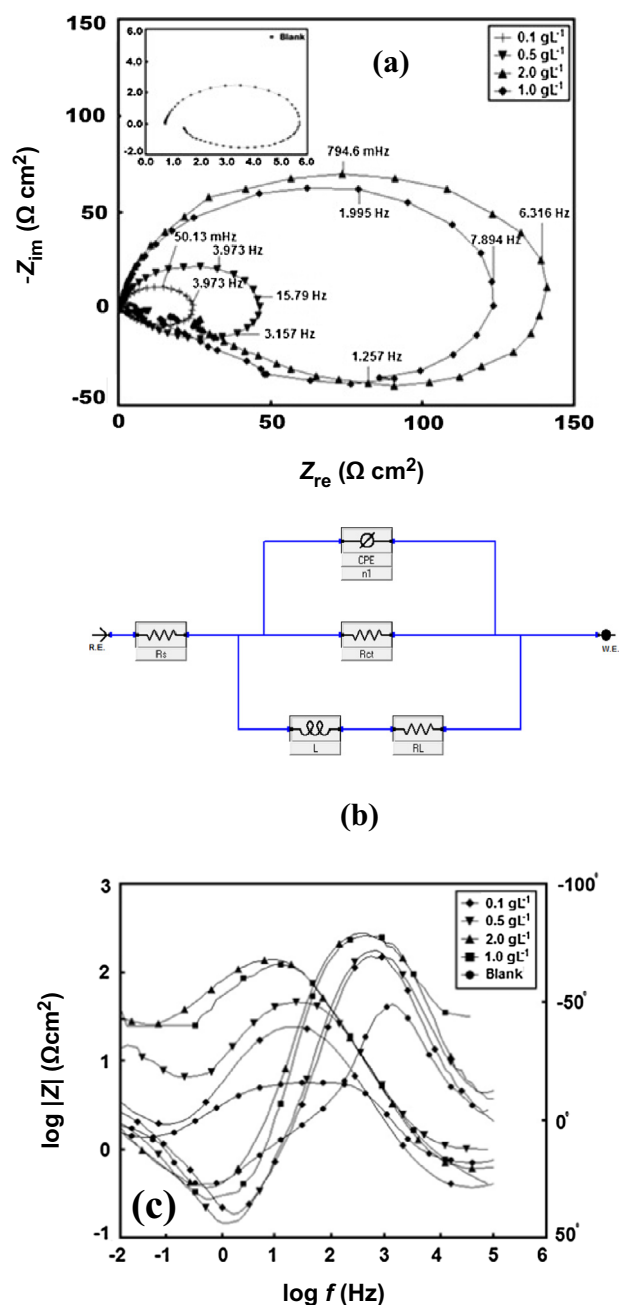 (a)
150
100
50
0
-50
-Zim (Ω cm2)
6.0
4.0
2.0
0.0
-2.0
0.0 1.0 2.0 3.0 4.0 5.0 6.0
Blank
0.1 gL-1
0.5 gL-1
2.0 gL-1
1.0 gL-1
794.6 mHz
6.316 Hz
1.995 Hz
7.894 Hz
50.13 mHz
3.973 Hz
3.973 Hz
15.79 Hz
3.157 Hz
1.257 Hz
0 50 100 150
Zre (Ω cm2)
CPE
n1
R.E.
Rs
Rct
W.E.
L
RL
(b)
3
2
1
0
-1
log |Z| (Ωcm2)
-100°
-50°
0°
50°
0.1 gL-1
0.5 gL-1
2.0 gL-1
1.0 gL-1
Blank
(c)
-2 -1 0 1 2 3 4 5 6
log f (Hz)